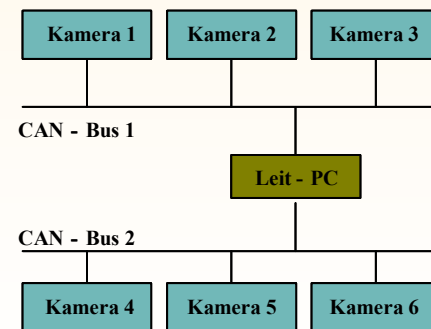 Kamera 1
Kamera 2
Kamera 3
CAN - Bus 1
Leit - PC
CAN - Bus 2
Kamera 4
Kamera 5
Kamera 6